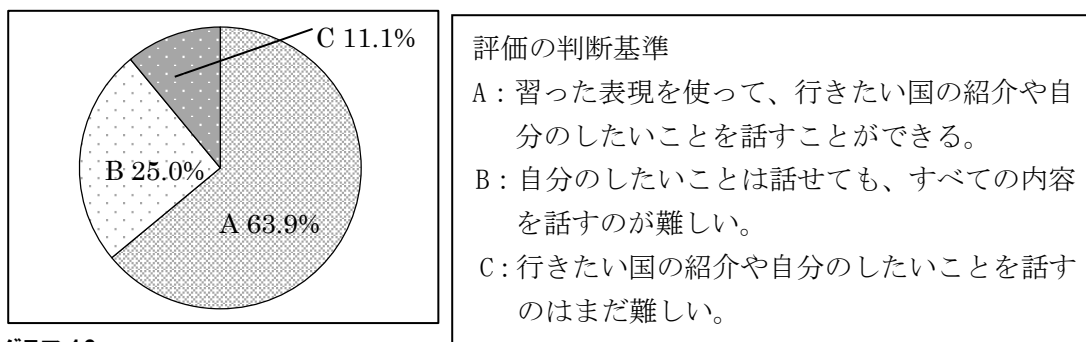 C 11.1%
B 25.0%
A 63.9%
評価の判断基準
A：習った表現を使って、行きたい国の紹介や自
分のしたいことを話すことができる。
B：自分のしたいことは話せても、すべての内容
を話すのが難しい。
C：行きたい国の紹介や自分のしたいことを話す
のはまだ難しい。